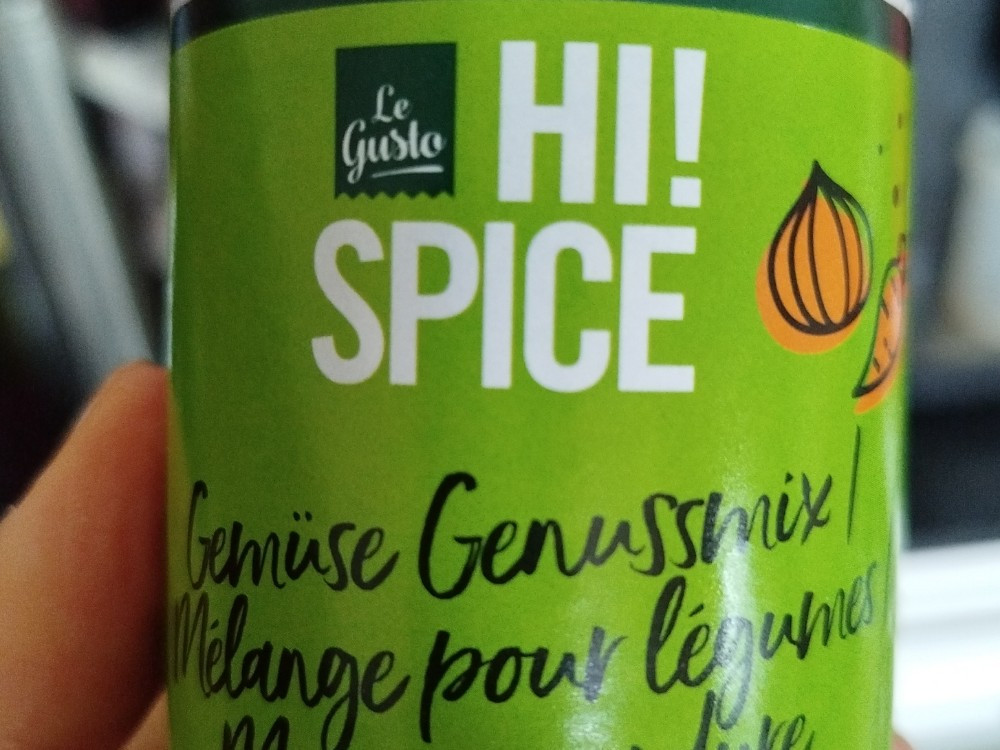 Le
Gusto
HI!
SPICE
Gemüse Genussmix /
Mélange pour légumes